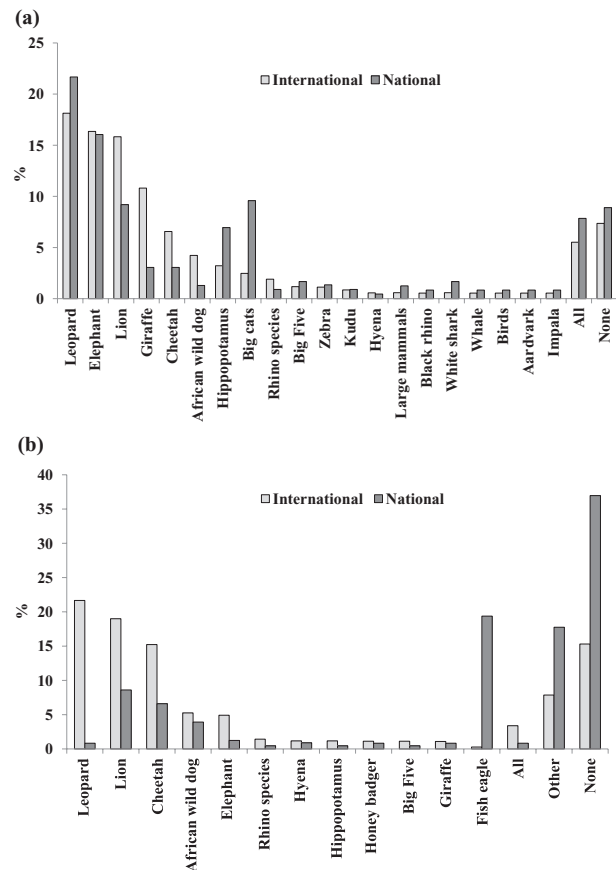 (a)
25
20
15
10
5
0
%
International
National
Leopard
Elephant
Lion
Giraffe
Cheetah
African wild dog
Hippopotamus
Big cats
Rhino species
Big Five
Zebra
Kudu
Hyena
Large mammals
Black rhino
White shark
Whale
Birds
Aardvark
Impala
All
None
(b)
40
35
30
25
20
15
10
5
0
%
International
National
Leopard
Lion
Cheetah
African wild dog
Elephant
Rhino species
Hyena
Hippopotamus
Honey badger
Big Five
Giraffe
Fish eagle
All
Other
None